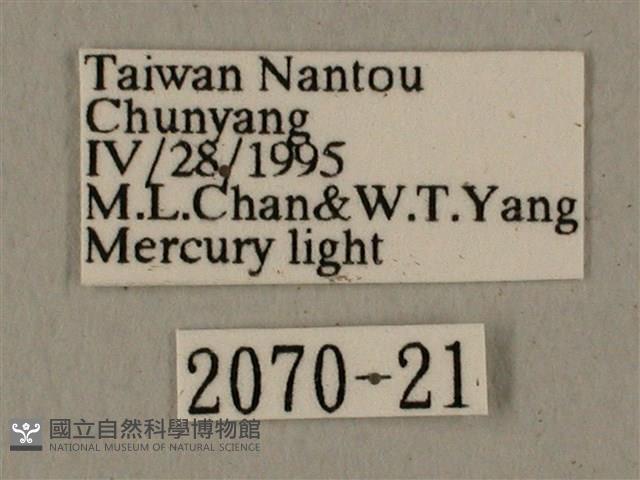 Taiwan Nantou
Chunyang
IV/28/1995
M.L.Chan&W.T.Yang
Mercury light
2070-21
國立自然科學博物館
NATIONAL MUSEUM OF NATURAL SCIENCE